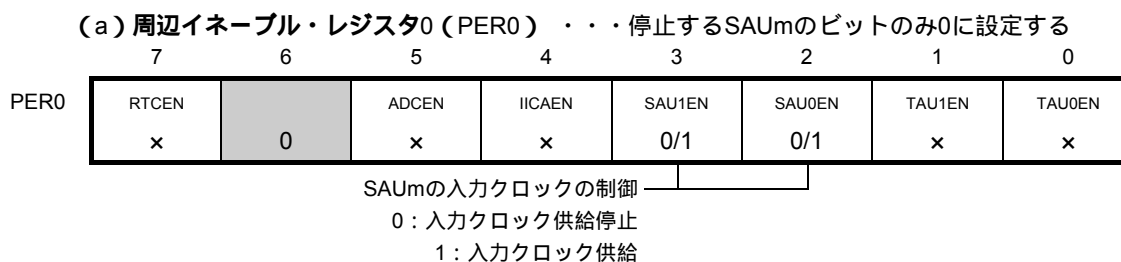 (a)周辺イネーブル・レジスタ0(PER0) ・・・停止するSAUmのビットのみ0に設定する
7 6 5 4 3 2 1 0
PER0 RTCEN ADCEN IICAEN SAU1EN SAU0EN TAU1EN TAU0EN
× 0 × × 0/1 0/1 × ×
SAUmの入力クロックの制御
0:入力クロック供給停止
1:入力クロック供給